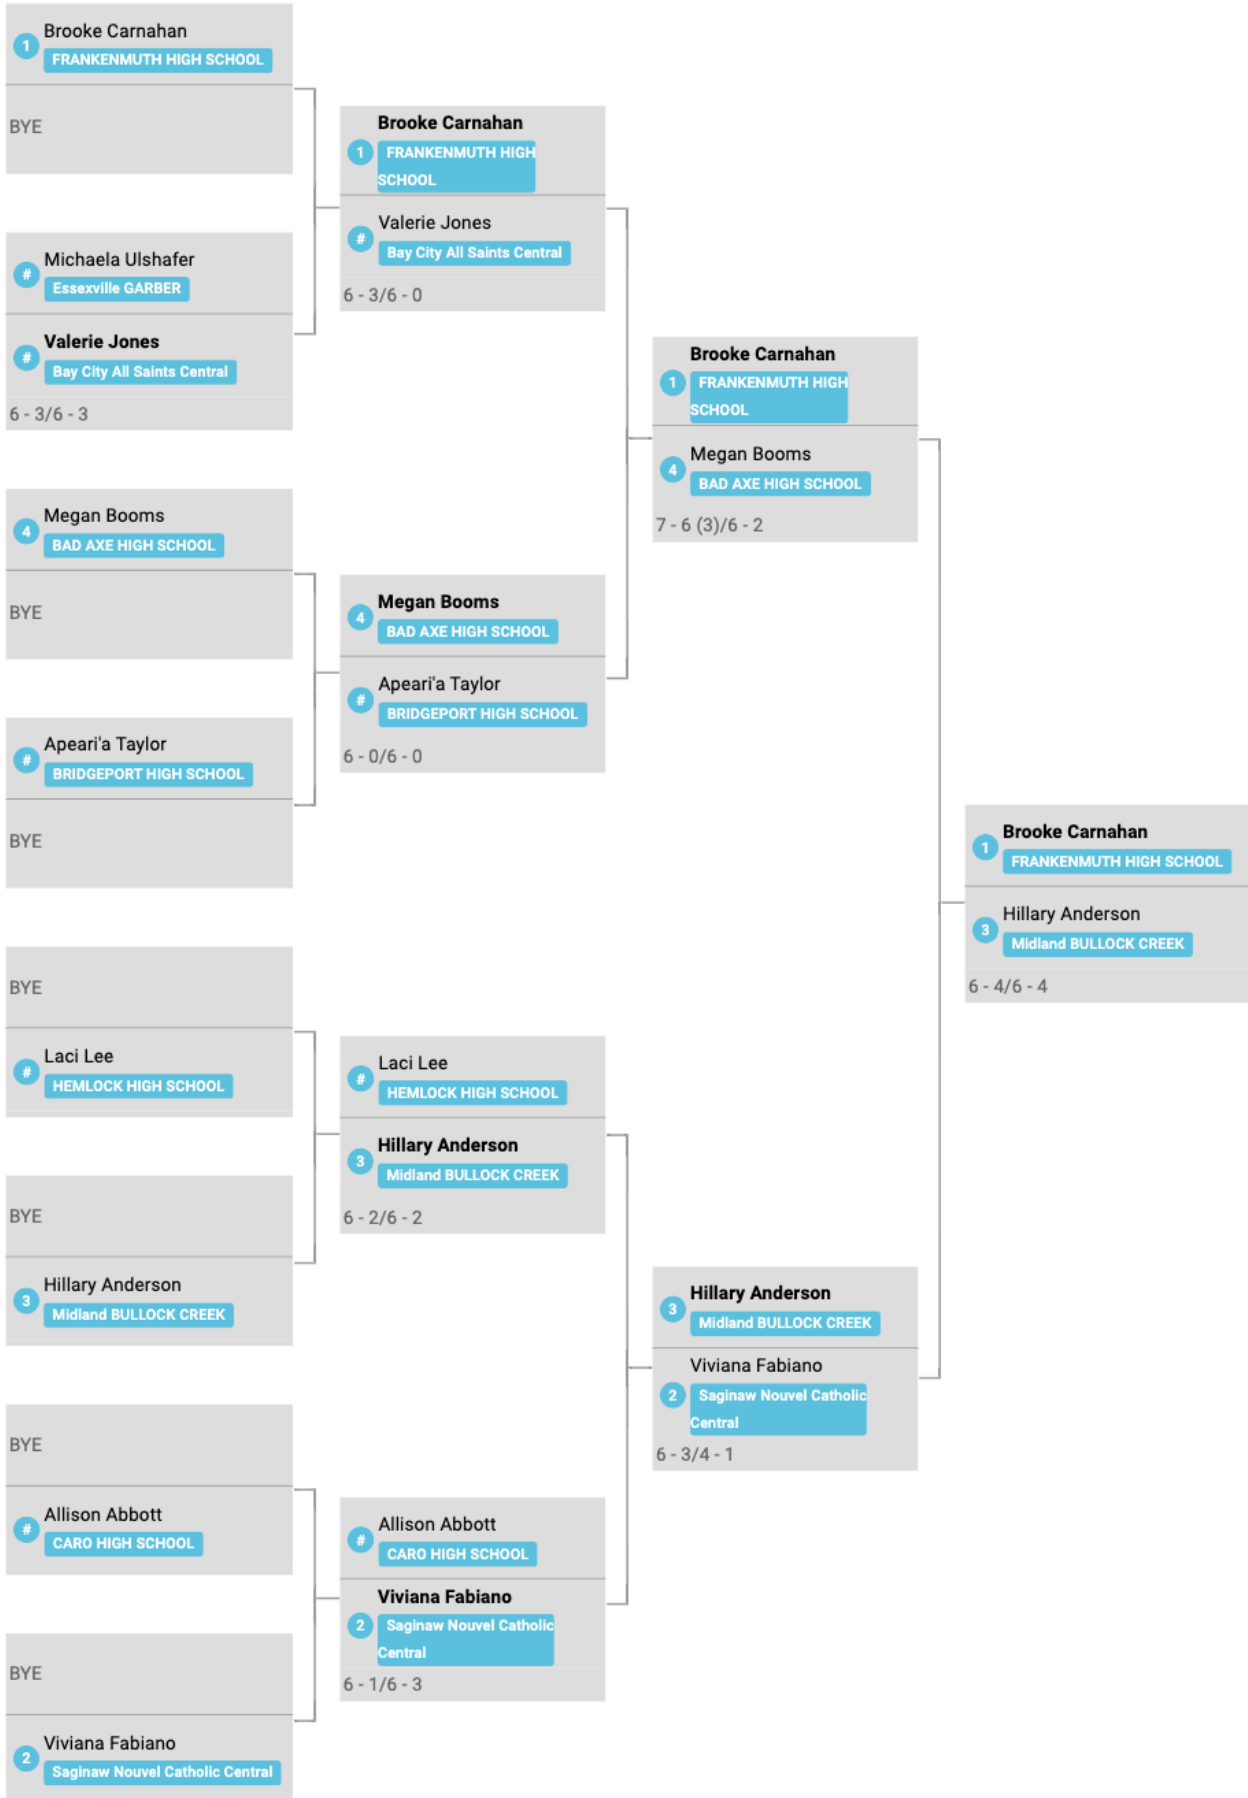 1
Brooke Carnahan
FRANKENMUTH HIGH SCHOOL
BYE
#
Michaela Ulshafer
Essexville GARBER
#
Valerie Jones
Bay City All Saints Central
6 - 3/6 - 3
4
Megan Booms
BAD AXE HIGH SCHOOL
BYE
#
Apeari'a Taylor
BRIDGEPORT HIGH SCHOOL
BYE
BYE
#
Laci Lee
HEMLOCK HIGH SCHOOL
BYE
3
Hillary Anderson
Midland BULLOCK CREEK
BYE
#
Allison Abbott
CARO HIGH SCHOOL
BYE
2
Viviana Fabiano
Saginaw Nouvel Catholic Central
1
Brooke Carnahan
FRANKENMUTH HIGH
SCHOOL
#
Valerie Jones
Bay City All Saints Central
6 - 3/6 - 0
4
Megan Booms
BAD AXE HIGH SCHOOL
#
Apeari'a Taylor
BRIDGEPORT HIGH SCHOOL
6 - 0/6 - 0
#
Laci Lee
HEMLOCK HIGH SCHOOL
3
Hillary Anderson
Midland BULLOCK CREEK
6 - 2/6 - 2
#
Allison Abbott
CARO HIGH SCHOOL
2
Viviana Fabiano
Saginaw Nouvel Catholic
Central
6 - 1/6 - 3
1
Brooke Carnahan
FRANKENMUTH HIGH
SCHOOL
4
Megan Booms
BAD AXE HIGH SCHOOL
7 - 6 (3)/6 - 2
3
Hillary Anderson
Midland BULLOCK CREEK
2
Viviana Fabiano
Saginaw Nouvel Catholic
Central
6 - 3/4 - 1
1
Brooke Carnahan
FRANKENMUTH HIGH SCHOOL
3
Hillary Anderson
Midland BULLOCK CREEK
6 - 4/6 - 4